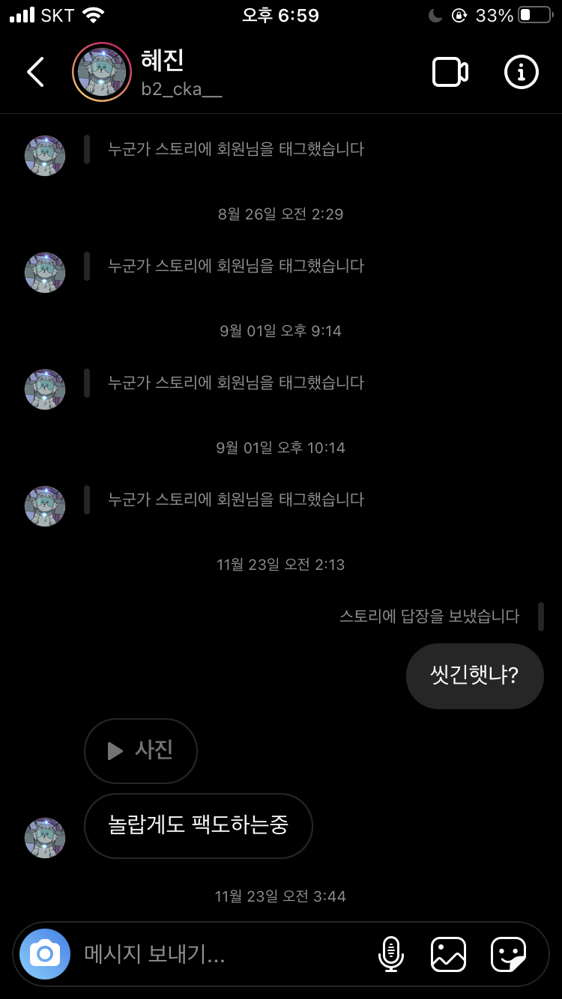 SKT 오후 6:59 33%
혜진
b2_cka__
누군가 스토리에 회원님을 태그했습니다
8월 26일 오전 2:29
누군가 스토리에 회원님을 태그했습니다
9월 01일 오후 9:14
누군가 스토리에 회원님을 태그했습니다
9월 01일 오후 10:14
누군가 스토리에 회원님을 태그했습니다
11월 23일 오전 2:13
스토리에 답장을 보냈습니다
씻긴햇냐?
사진
놀랍게도 팩도하는중
11월 23일 오전 3:44
메시지 보내기...